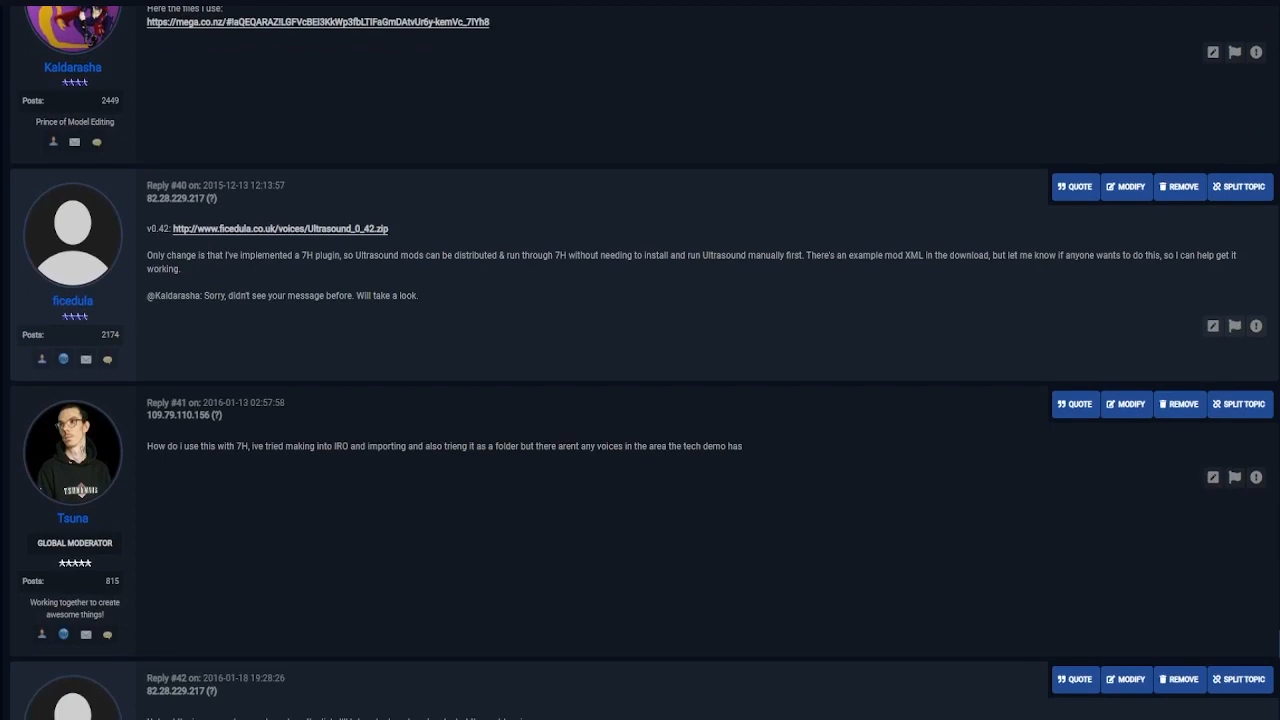 Here the files I use:
https://mega.co.nz/#!aQEQARAZ!LGFVcBEI3KkWp3fbLTIFaGmDAtvUr6y-kemVc_7lYh8
Kaldarasha
Posts: 2449
Prince of Model Editing
Reply #40 on: 2015-12-13 12:13:57
82.28.229.217 (?)
QUOTE MODIFY REMOVE SPLIT TOPIC
v0.42: http://www.ficedula.co.uk/voices/Ultrasound_0_42.zip
Only change is that I've implemented a 7H plugin, so Ultrasound mods can be distributed & run through 7H without needing to install and run Ultrasound manually first. There's an example mod XML in the download, but let me know if anyone wants to do this, so I can help get it
working.
@Kaldarasha: Sorry, didn't see your message before. Will take a look.
ficedula
Posts: 2174
Reply #41 on: 2016-01-13 02:57:58
109.79.110.156 (?)
QUOTE MODIFY REMOVE SPLIT TOPIC
How do i use this with 7H, ive tried making into IRO and importing and also trieng it as a folder but there arent any voices in the area the tech demo has
Tsuna
GLOBAL MODERATOR
Posts: 815
Working together to create
awesome things!
Reply #42 on: 2016-01-18 19:28:26
82.28.229.217 (?)
QUOTE MODIFY REMOVE SPLIT TOPIC